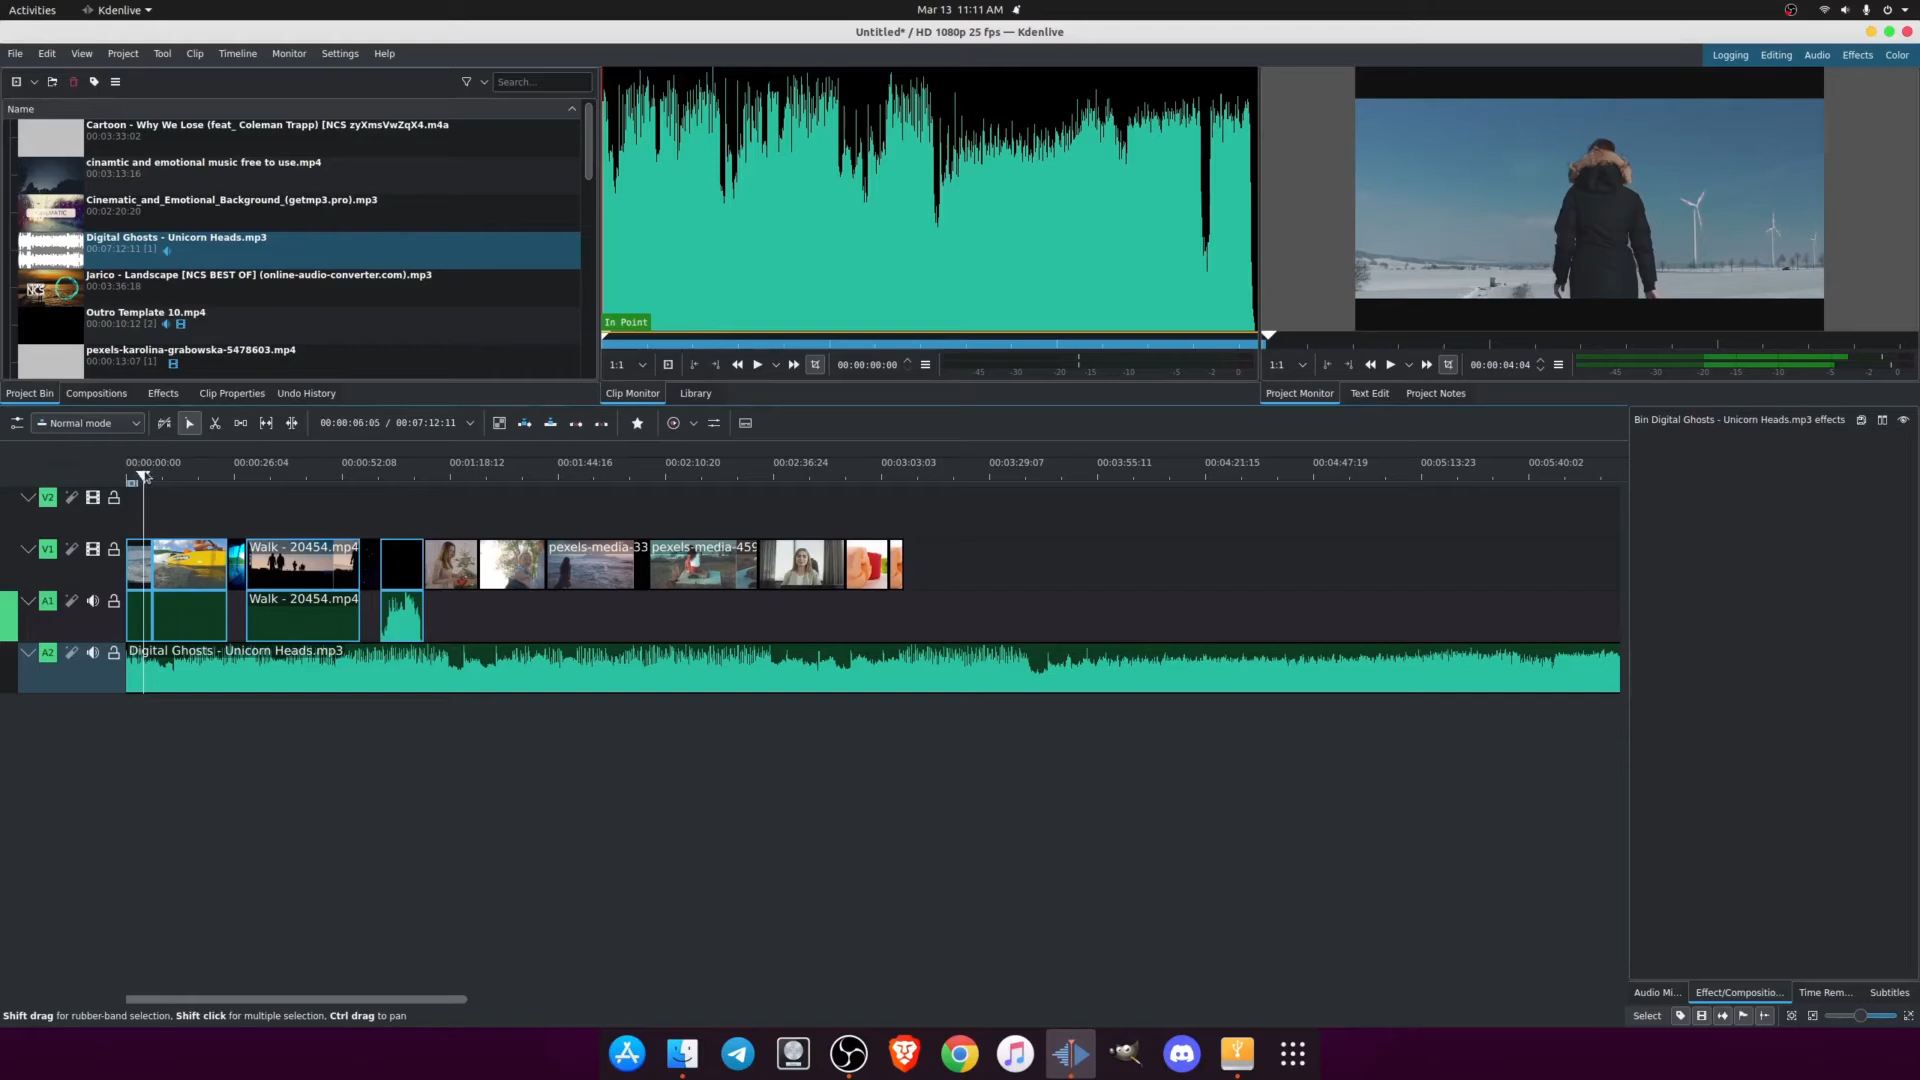 Activities
Kdenlive
Mar 13 11:11 AM
Untitled* / HD 1080p 25 fps — Kdenlive
File Edit View Project Tool Clip Timeline Monitor Settings Help
Logging Editing Audio Effects Color
Search...
Name
Cartoon - Why We Lose (feat_ Coleman Trapp) [NCS zyXmsVwZqX4.m4a
00:03:33:02
cinamtic and emotional music free to use.mp4
00:03:13:16
Cinematic_and_Emotional_Background_(getmp3.pro).mp3
00:02:20:20
Digital Ghosts - Unicorn Heads.mp3
00:07:12:11 [1]
Jarico - Landscape [NCS BEST OF] (online-audio-converter.com).mp3
00:03:36:18
NCS
Outro Template 10.mp4
00:00:10:12 [2]
pexels-karolina-grabowska-5478603.mp4
00:00:13:07 [1]
In Point
1:1
00:00:00:00
-45 -30 -20 -15 -10 -5 -2 0
1:1
00:00:04:04
-45 -30 -20 -15 -10 -5 -2 0
Project Bin Compositions Effects Clip Properties Undo History
Clip Monitor Library
Project Monitor Text Edit Project Notes
Normal mode
00:00:06:05 / 00:07:12:11
Bin Digital Ghosts - Unicorn Heads.mp3 effects
00:00:00:00 00:00:26:04 00:00:52:08 00:01:18:12 00:01:44:16 00:02:10:20 00:02:36:24 00:03:03:03 00:03:29:07 00:03:55:11 00:04:21:15 00:04:47:19 00:05:13:23 00:05:40:02
V2
V1
Walk - 20454.mp4
pexels-media-33
pexels-media-459
A1
Walk - 20454.mp4
A2
Digital Ghosts - Unicorn Heads.mp3
Audio Mi... Effect/Compositio... Time Rem... Subtitles
Shift drag for rubber-band selection, Shift click for multiple selection, Ctrl drag to pan
Select